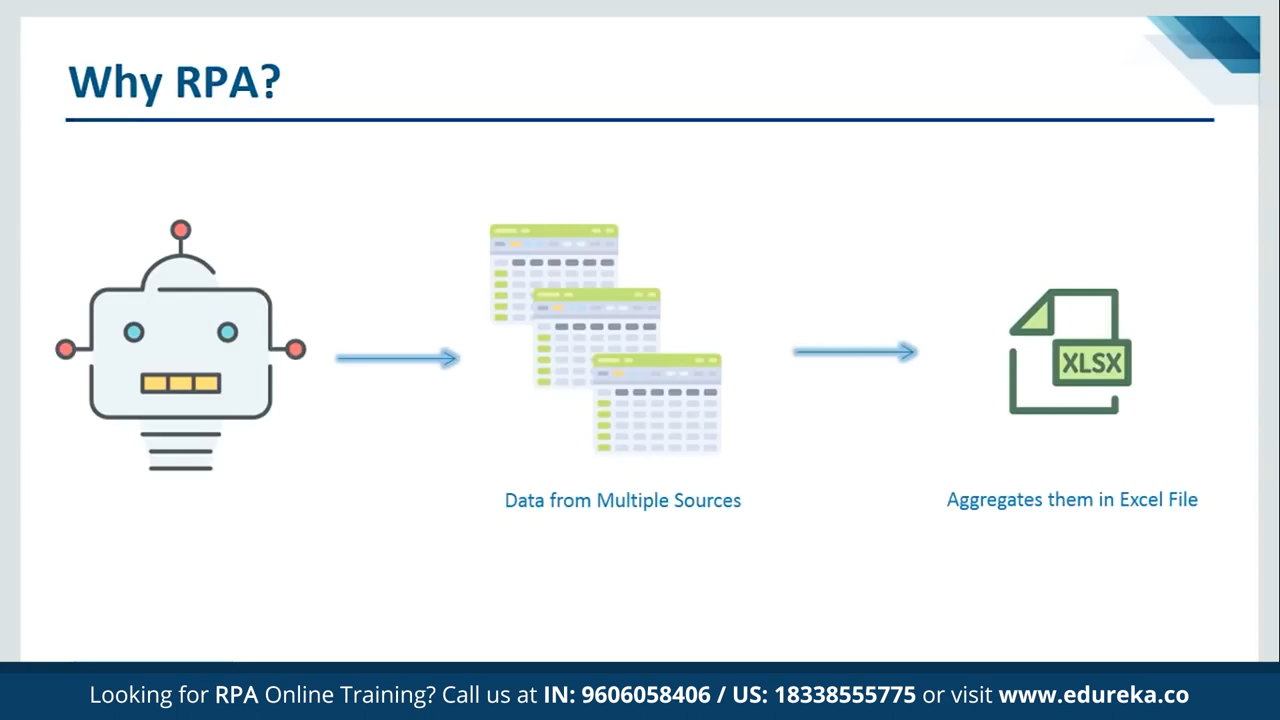 Why RPA?
XLSX
Data from Multiple Sources
Aggregates them in Excel File
Looking for RPA Online Training? Call us at IN: 9606058406 / US: 18338555775 or visit www.edureka.co